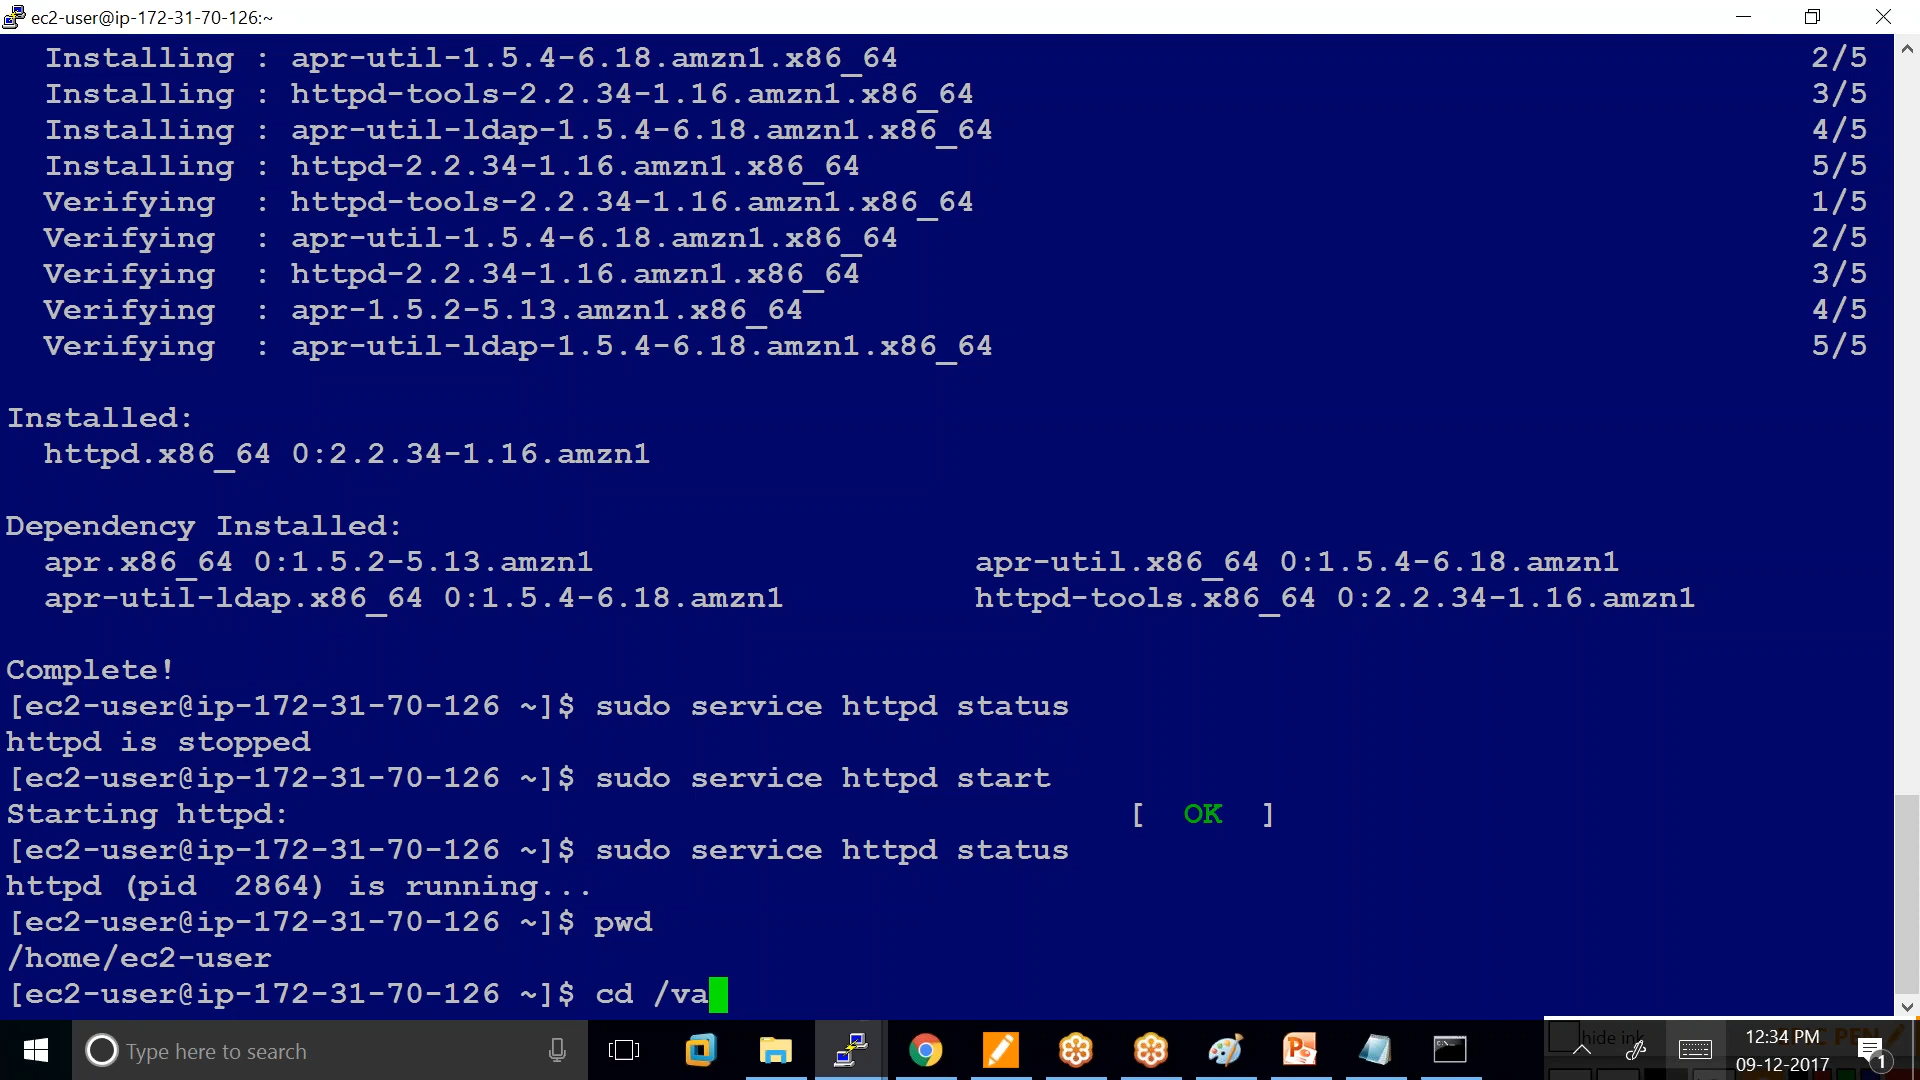 ec2-user@ip-172-31-70-126:~
Installing : apr-util-1.5.4-6.18.amzn1.x86_64 2/5
Installing : httpd-tools-2.2.34-1.16.amzn1.x86_64 3/5
Installing : apr-util-ldap-1.5.4-6.18.amzn1.x86_64 4/5
Installing : httpd-2.2.34-1.16.amzn1.x86_64 5/5
Verifying : httpd-tools-2.2.34-1.16.amzn1.x86_64 1/5
Verifying : apr-util-1.5.4-6.18.amzn1.x86_64 2/5
Verifying : httpd-2.2.34-1.16.amzn1.x86_64 3/5
Verifying : apr-1.5.2-5.13.amzn1.x86_64 4/5
Verifying : apr-util-ldap-1.5.4-6.18.amzn1.x86_64 5/5
Installed:
httpd.x86_64 0:2.2.34-1.16.amzn1
Dependency Installed:
apr.x86_64 0:1.5.2-5.13.amzn1 apr-util.x86_64 0:1.5.4-6.18.amzn1
apr-util-ldap.x86_64 0:1.5.4-6.18.amzn1 httpd-tools.x86_64 0:2.2.34-1.16.amzn1
Complete!
[ec2-user@ip-172-31-70-126 ~]$ sudo service httpd status
httpd is stopped
[ec2-user@ip-172-31-70-126 ~]$ sudo service httpd start
Starting httpd: [ OK ]
[ec2-user@ip-172-31-70-126 ~]$ sudo service httpd status
httpd (pid 2864) is running...
[ec2-user@ip-172-31-70-126 ~]$ pwd
/home/ec2-user
[ec2-user@ip-172-31-70-126 ~]$ cd /va
Type here to search
hide ink
12:34 PM
09-12-2017
1